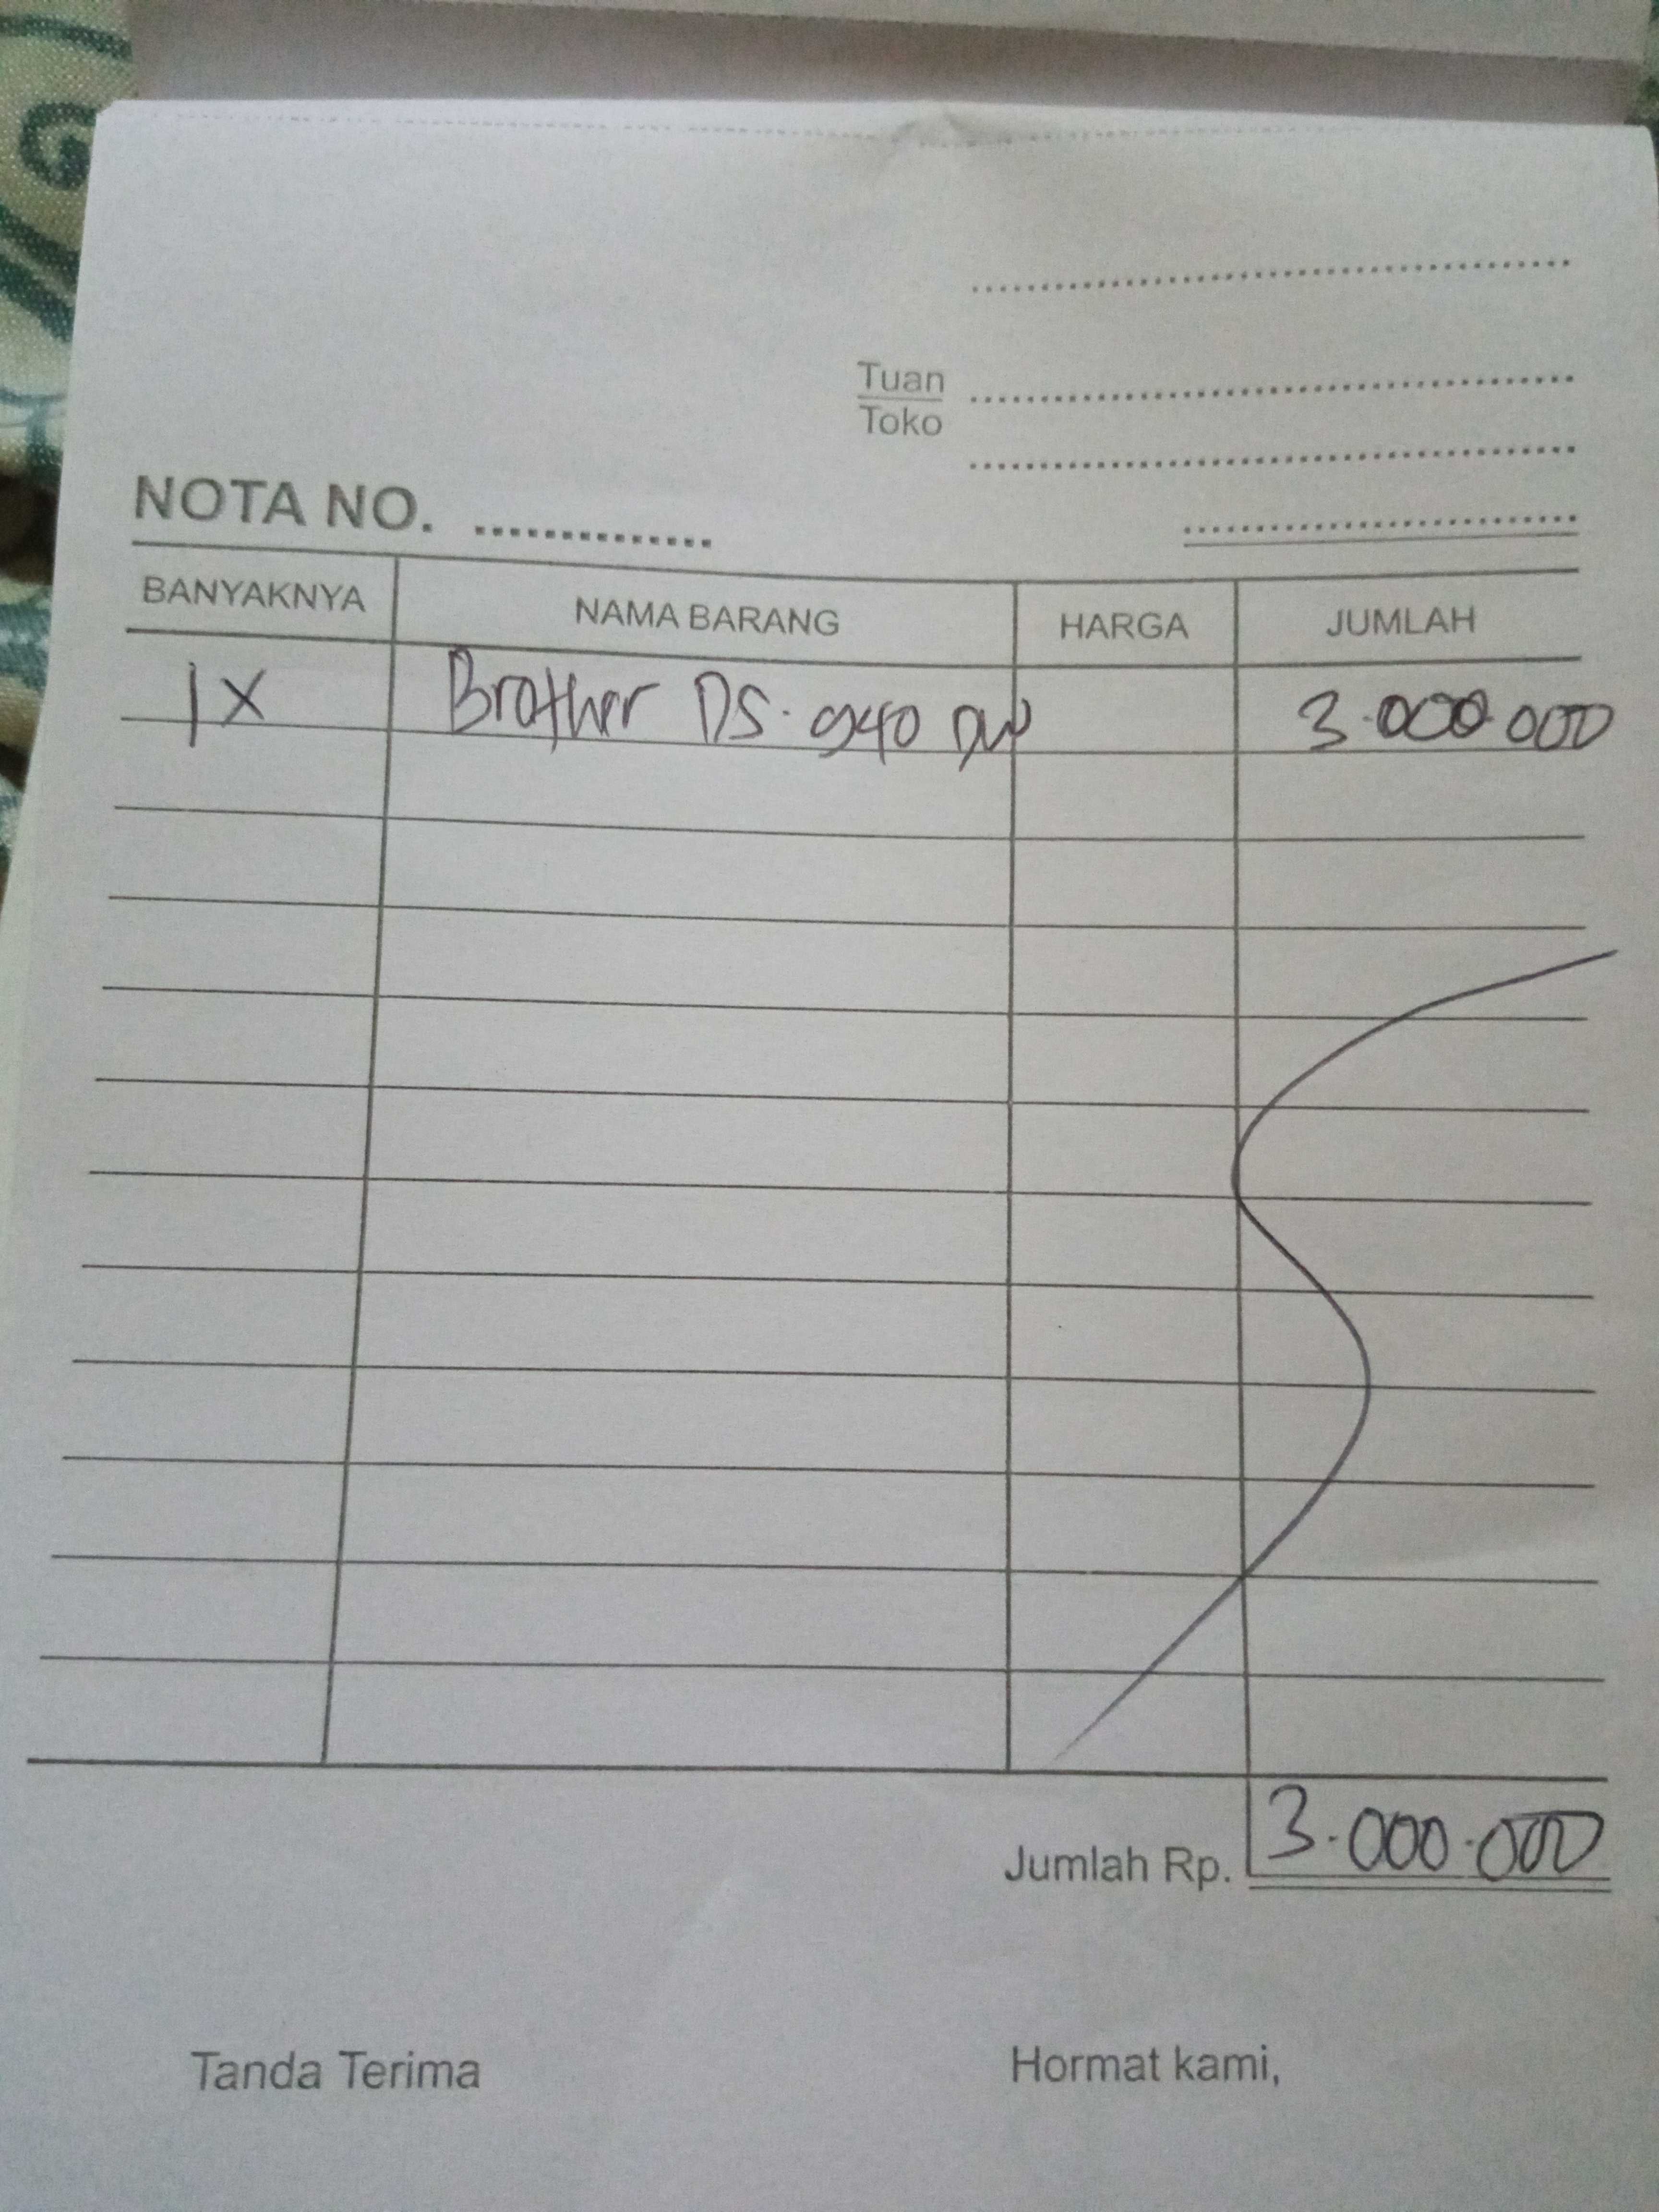 Tuan
Toko
NOTA NO.
BANYAKNYA NAMA BARANG HARGA JUMLAH
1 X Brother DS-940 DW 3.000.000
Jumlah Rp. 3.000.000
Tanda Terima Hormat kami,